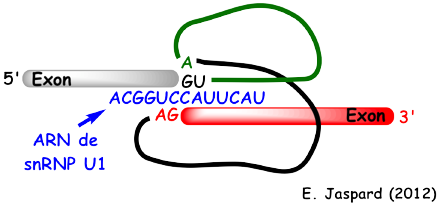 A
5' Exon GU
ACGGUCCAUUCAU
AG Exon 3'
ARN de
snRNP U1
E. Jaspard (2012)